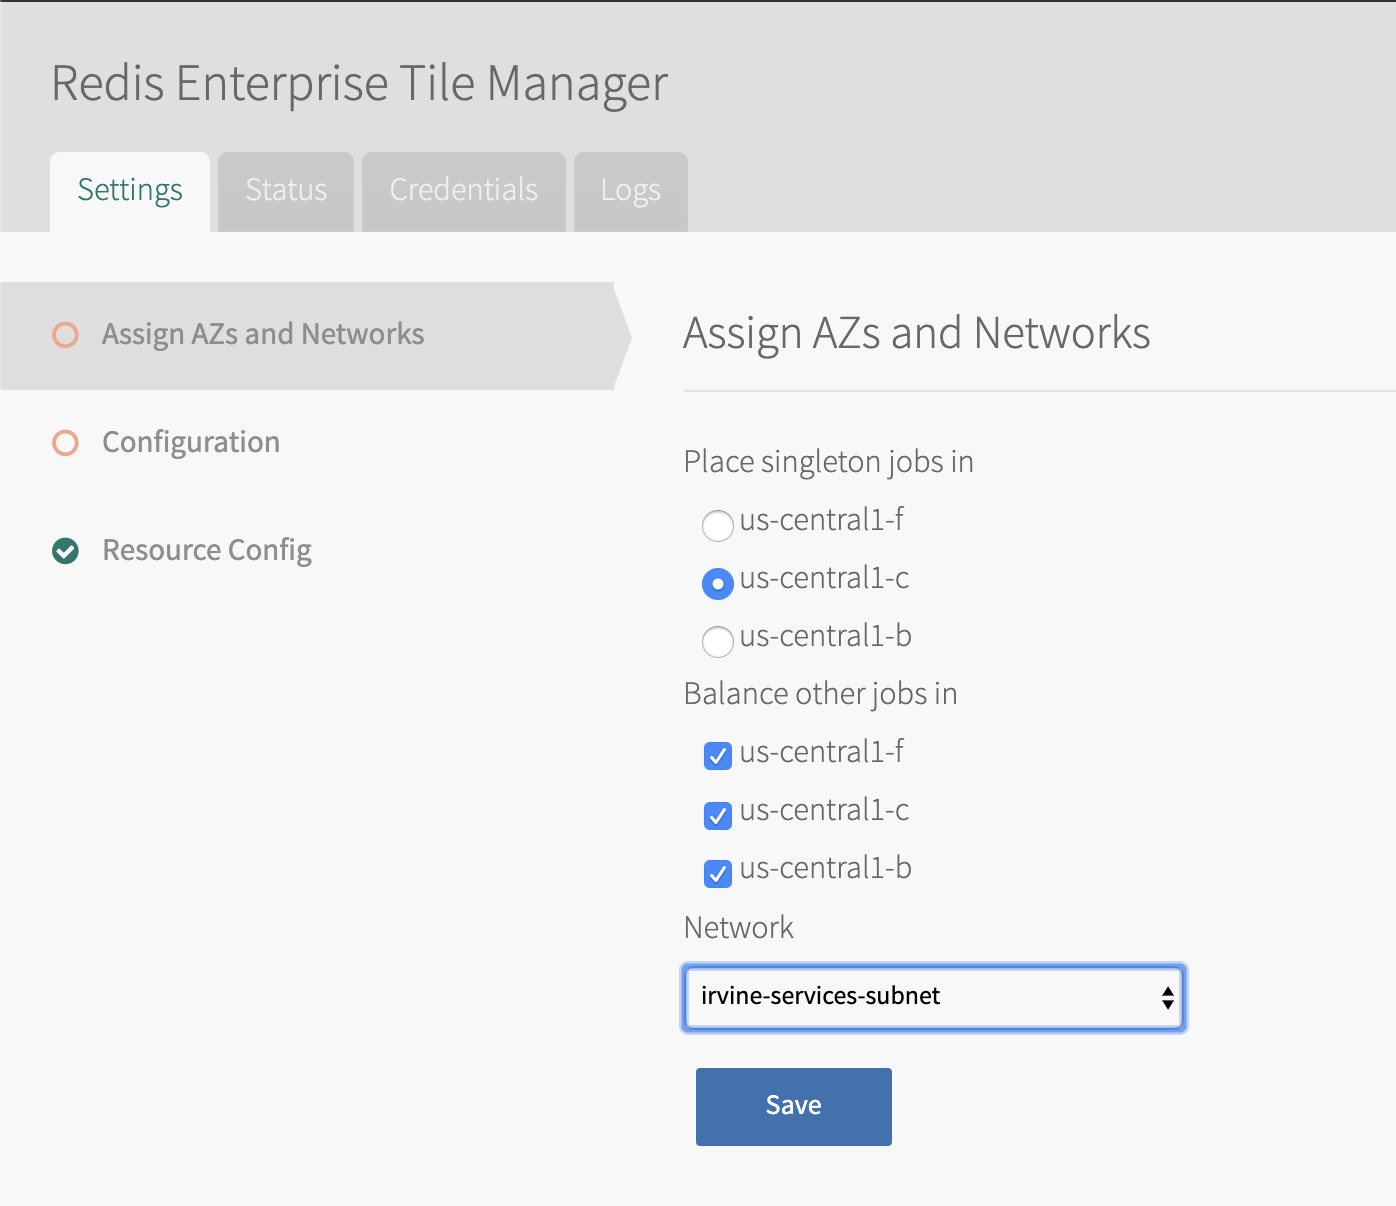 Redis Enterprise Tile Manager
Settings
Status
Credentials
Logs
Assign AZs and Networks
Configuration
Resource Config
Assign AZs and Networks
Place singleton jobs in
us-central1-f
us-central1-c
us-central1-b
Balance other jobs in
us-central1-f
us-central1-c
us-central1-b
Network
irvine-services-subnet
Save